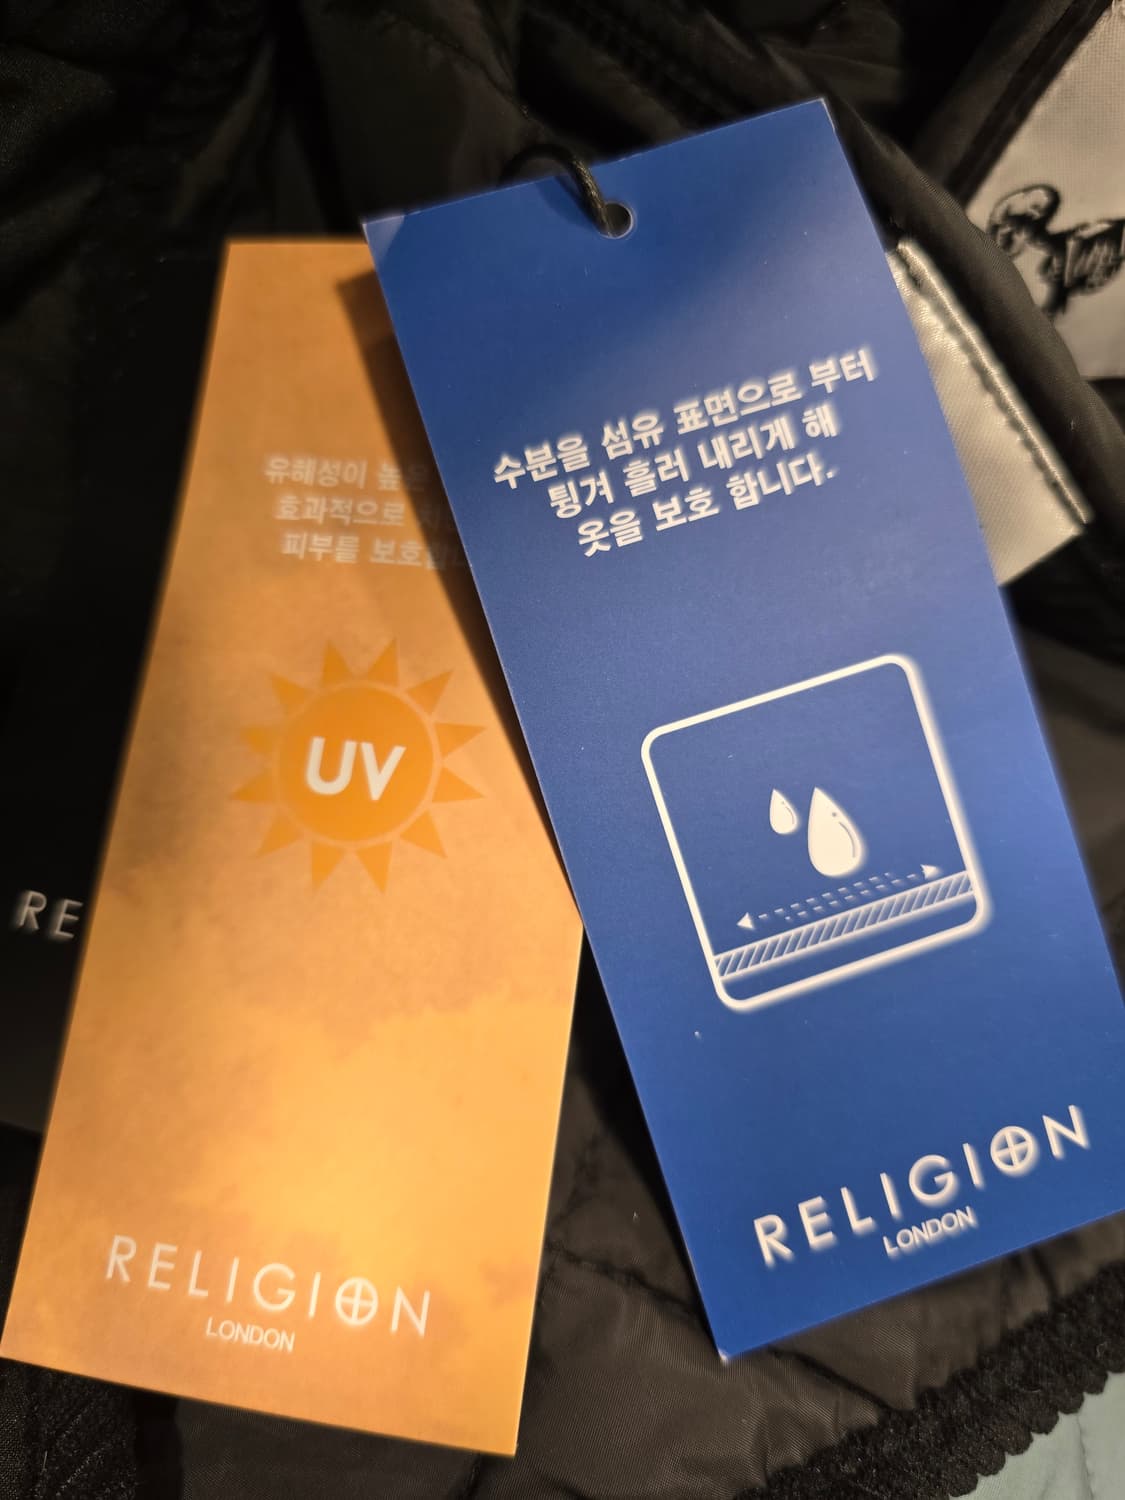 유해성이 높은
효과적으로
피부를 보호합니
UV
RELIGION
LONDON
수분을 섬유 표면으로 부터
튕겨 흘러 내리게 해
옷을 보호 합니다.
RELIGION
LONDON
RE